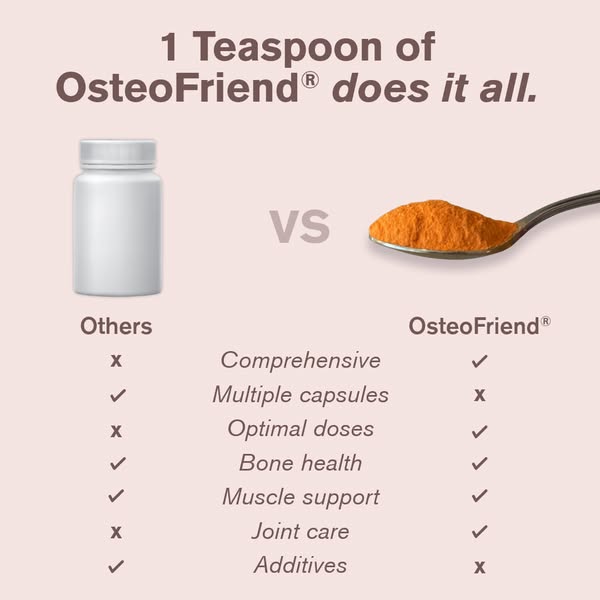 1 Teaspoon of
OsteoFriend® does it all.
VS
Others OsteoFriend®
x Comprehensive ✓
✓ Multiple capsules x
x Optimal doses ✓
✓ Bone health ✓
✓ Muscle support ✓
x Joint care ✓
✓ Additives x